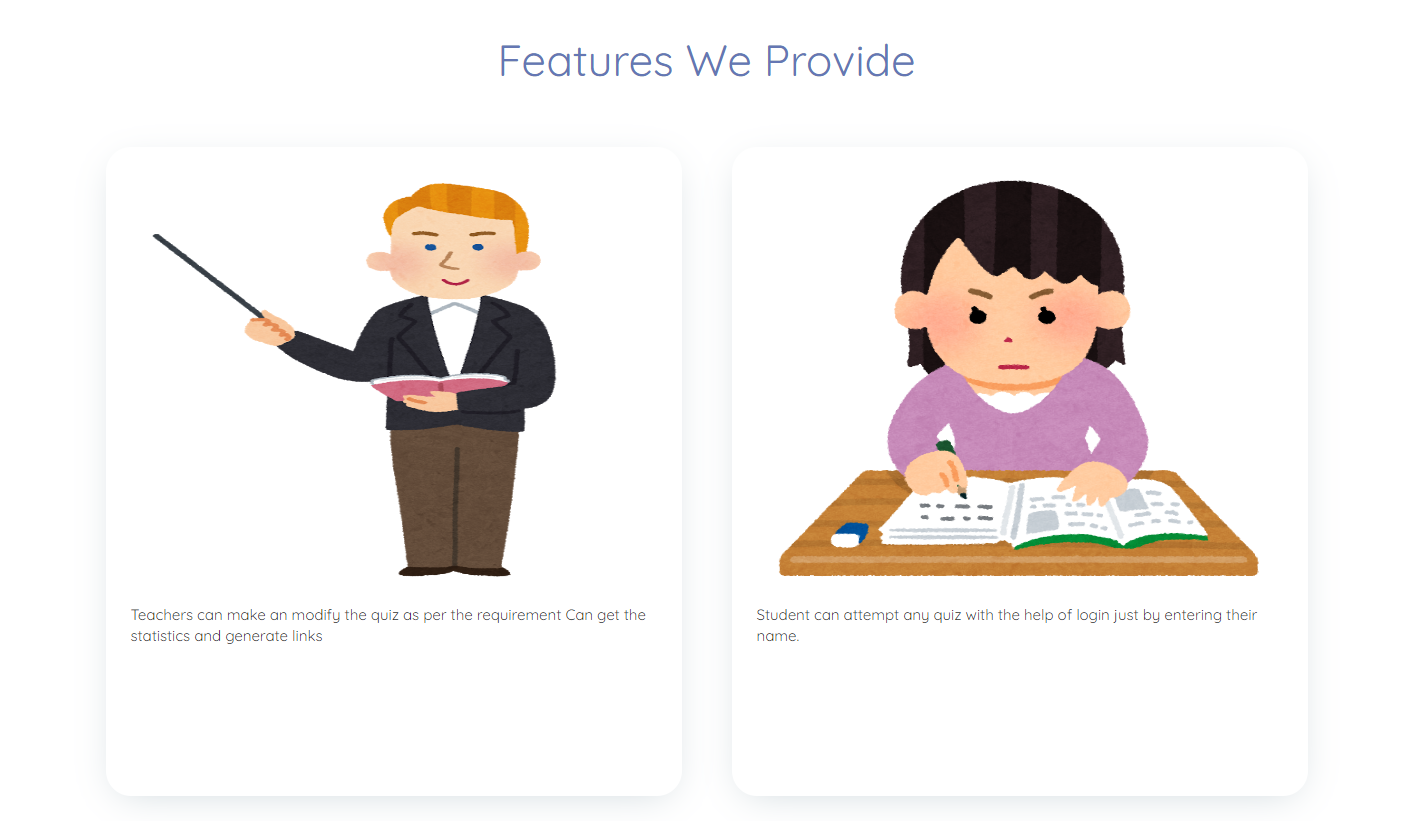 Features We Provide
Teachers can make an modify the quiz as per the requirement Can get the
statistics and generate links
Student can attempt any quiz with the help of login just by entering their
name.